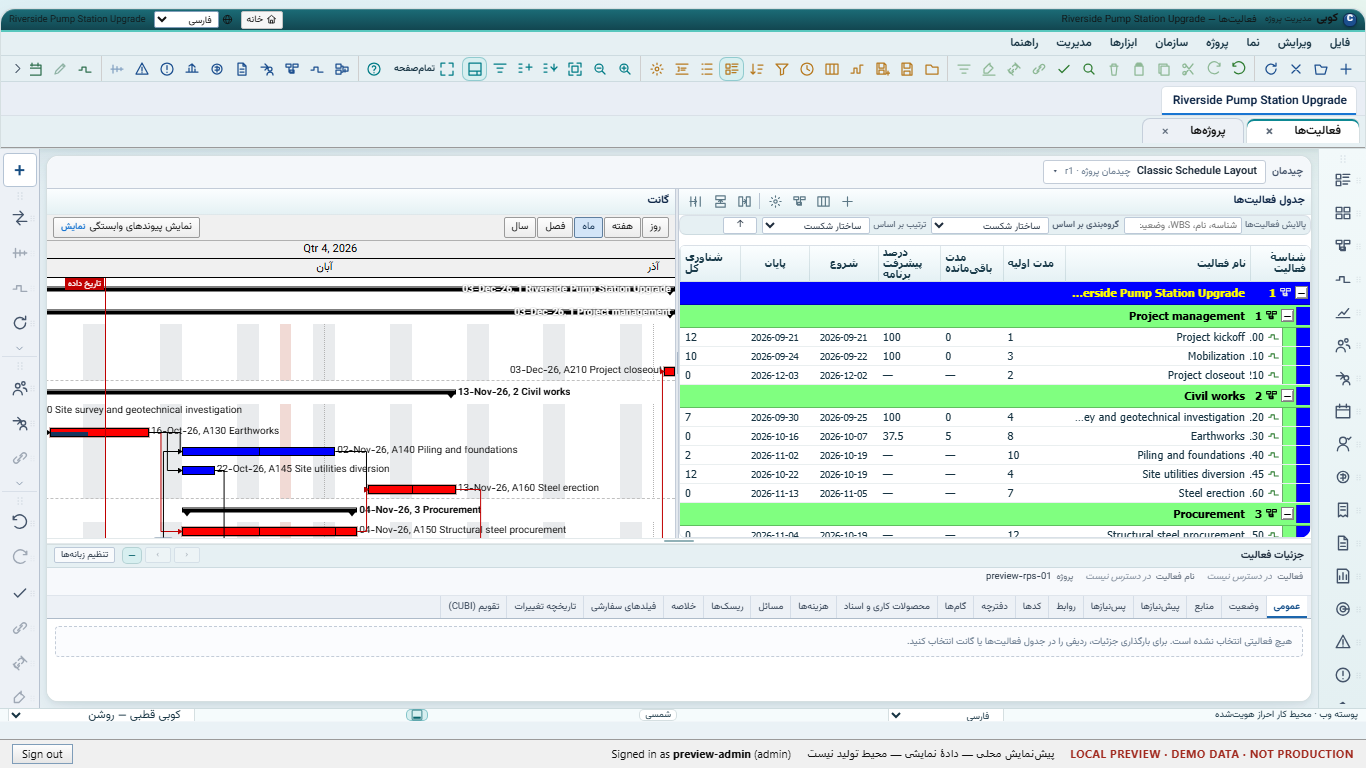 کوبی مدیریت پروژه فعالیت‌ها — Riverside Pump Station Upgrade
خانه فارسی Riverside Pump Station Upgrade
فایل ویرایش نما پروژه سازمان ابزارها مدیریت راهنما
تمام‌صفحه
Riverside Pump Station Upgrade
فعالیت‌ها × پروژه‌ها ×
چیدمان Classic Schedule Layout چیدمان پروژه · r1
جدول فعالیت‌ها
پالایش فعالیت‌ها شناسه، نام، WBS، وضعیت گروه‌بندی بر اساس ساختار شکست ترتیب بر اساس ساختار شکست
شناسهٔ فعالیت نام فعالیت مدت اولیه مدت باقی‌مانده درصد پیشرفت برنامه شروع پایان شناوری کل
1 erside Pump Station Upgrade...
1 Project management
.00 Project kickoff 1 0 100 2026-09-21 2026-09-21 12
.10 Mobilization 3 0 100 2026-09-22 2026-09-24 10
!10 Project closeout 2 — — 2026-12-02 2026-12-03 0
2 Civil works
.20 ey and geotechnical investigation... 4 0 100 2026-09-25 2026-09-30 7
.30 Earthworks 8 5 37.5 2026-10-07 2026-10-16 0
.40 Piling and foundations 10 — — 2026-10-19 2026-11-02 2
.45 Site utilities diversion 4 — — 2026-10-19 2026-10-22 12
.60 Steel erection 7 — — 2026-11-05 2026-11-13 0
3 Procurement
.50 Structural steel procurement 12 — — 2026-10-19 2026-11-04 0
گانت
روز هفته ماه فصل سال نمایش پیوندهای وابستگی نمایش
Qtr 4, 2026
آذر آبان
تاریخ داده
03-Dec-26, 1 Riverside Pump Station Upgrade
03-Dec-26, 1 Project management
03-Dec-26, A210 Project closeout
13-Nov-26, 2 Civil works
0 Site survey and geotechnical investigation
16-Oct-26, A130 Earthworks
02-Nov-26, A140 Piling and foundations
22-Oct-26, A145 Site utilities diversion
13-Nov-26, A160 Steel erection
04-Nov-26, 3 Procurement
04-Nov-26, A150 Structural steel procurement
جزئیات فعالیت تنظیم زبانه‌ها
فعالیت در دسترس نیست نام فعالیت در دسترس نیست پروژه preview-rps-01
عمومی وضعیت منابع پیش‌نیازها پس‌نیازها روابط کدها دفترچه گام‌ها محصولات کاری و اسناد هزینه‌ها مسائل ریسک‌ها خلاصه فیلدهای سفارشی تاریخچه تغییرات تقویم (CUBI)
هیچ فعالیتی انتخاب نشده است. برای بارگذاری جزئیات، ردیفی را در جدول فعالیت‌ها یا گانت انتخاب کنید.
پوسته وب · محیط کار احراز هویت‌شده فارسی شمسی کوبی قطبی — روشن
LOCAL PREVIEW · DEMO DATA · NOT PRODUCTION پیش‌نمایش محلی — دادهٔ نمایشی — محیط تولید نیست Signed in as preview-admin (admin) Sign out